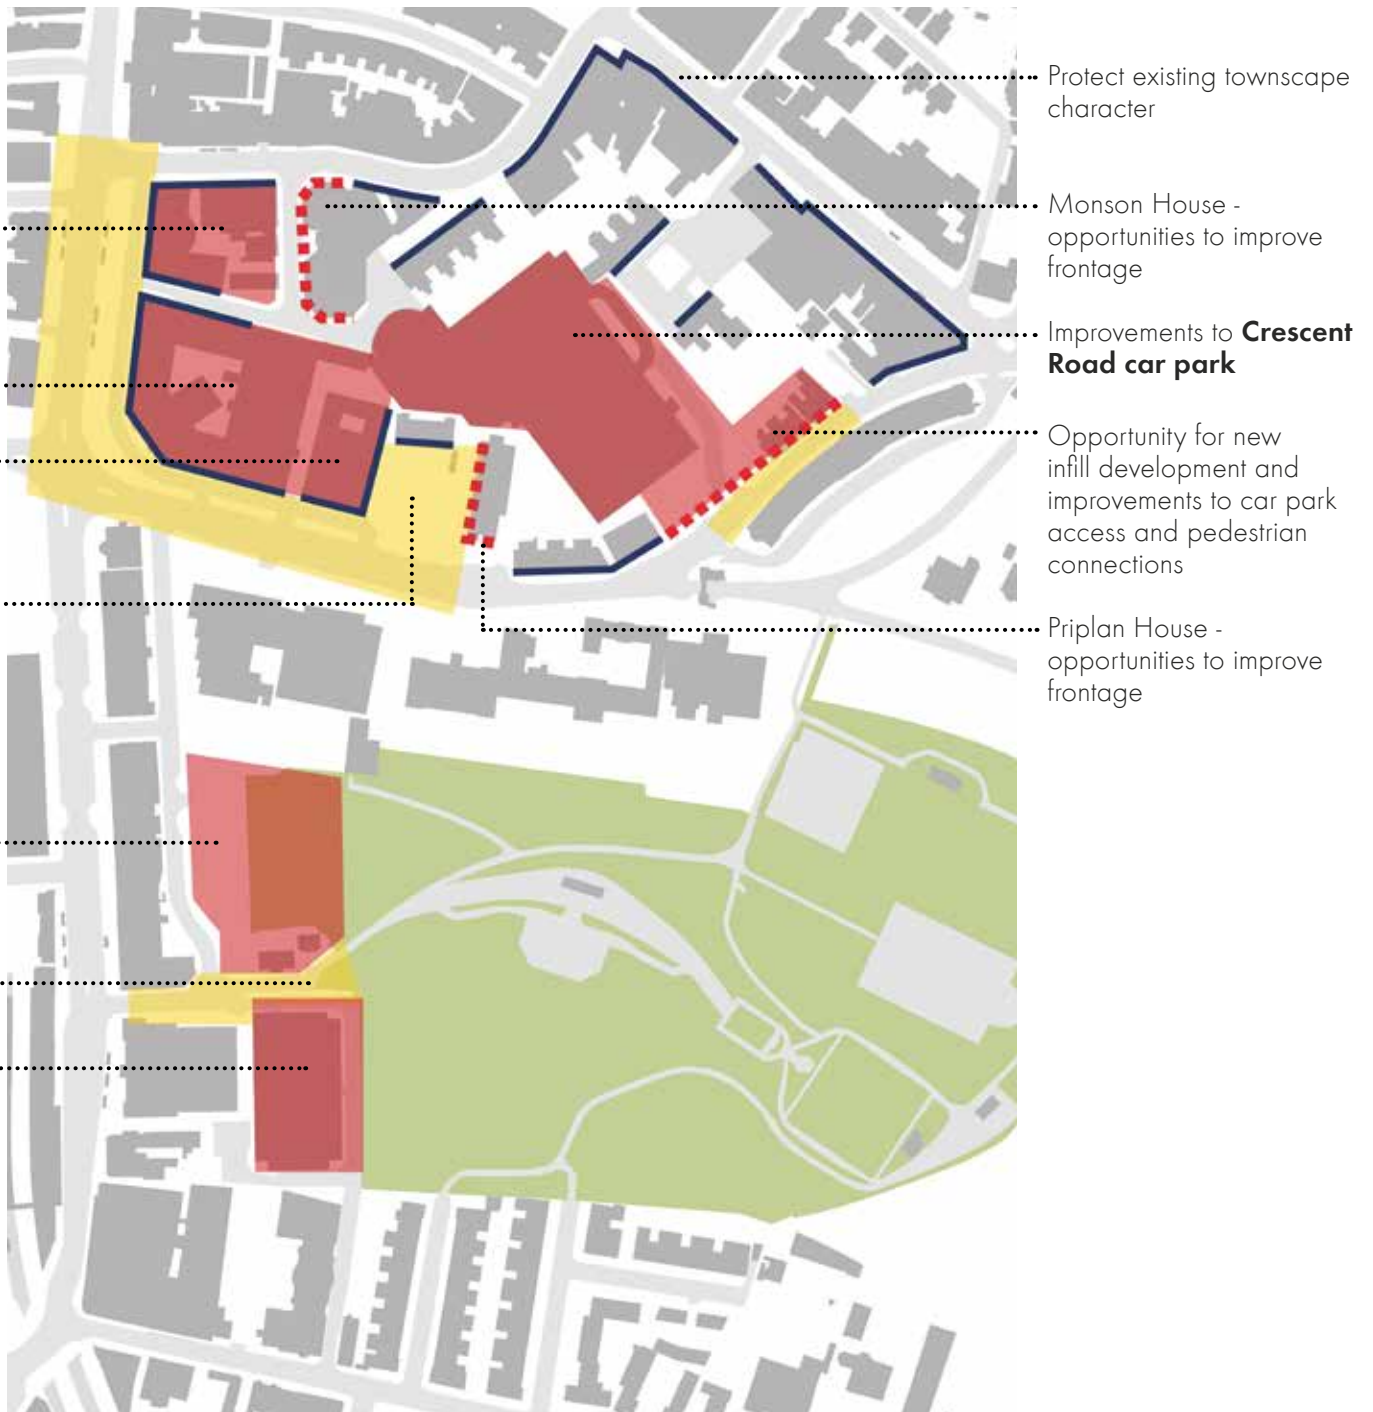 Protect existing townscape
character
Monson House -
opportunities to improve
frontage
Improvements to Crescent
Road car park
Opportunity for new
infill development and
improvements to car park
access and pedestrian
connections
Priplan House -
opportunities to improve
frontage